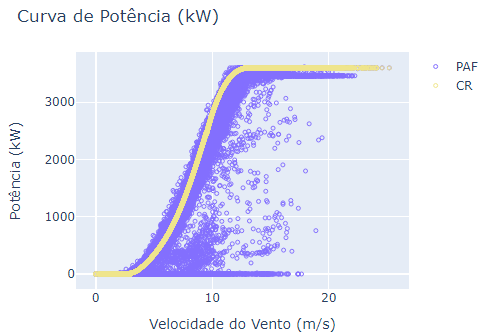 Curva de Potência (kW)
PAF
CR
Potência (kW)
3000
2000
1000
0
0
10
20
Velocidade do Vento (m/s)